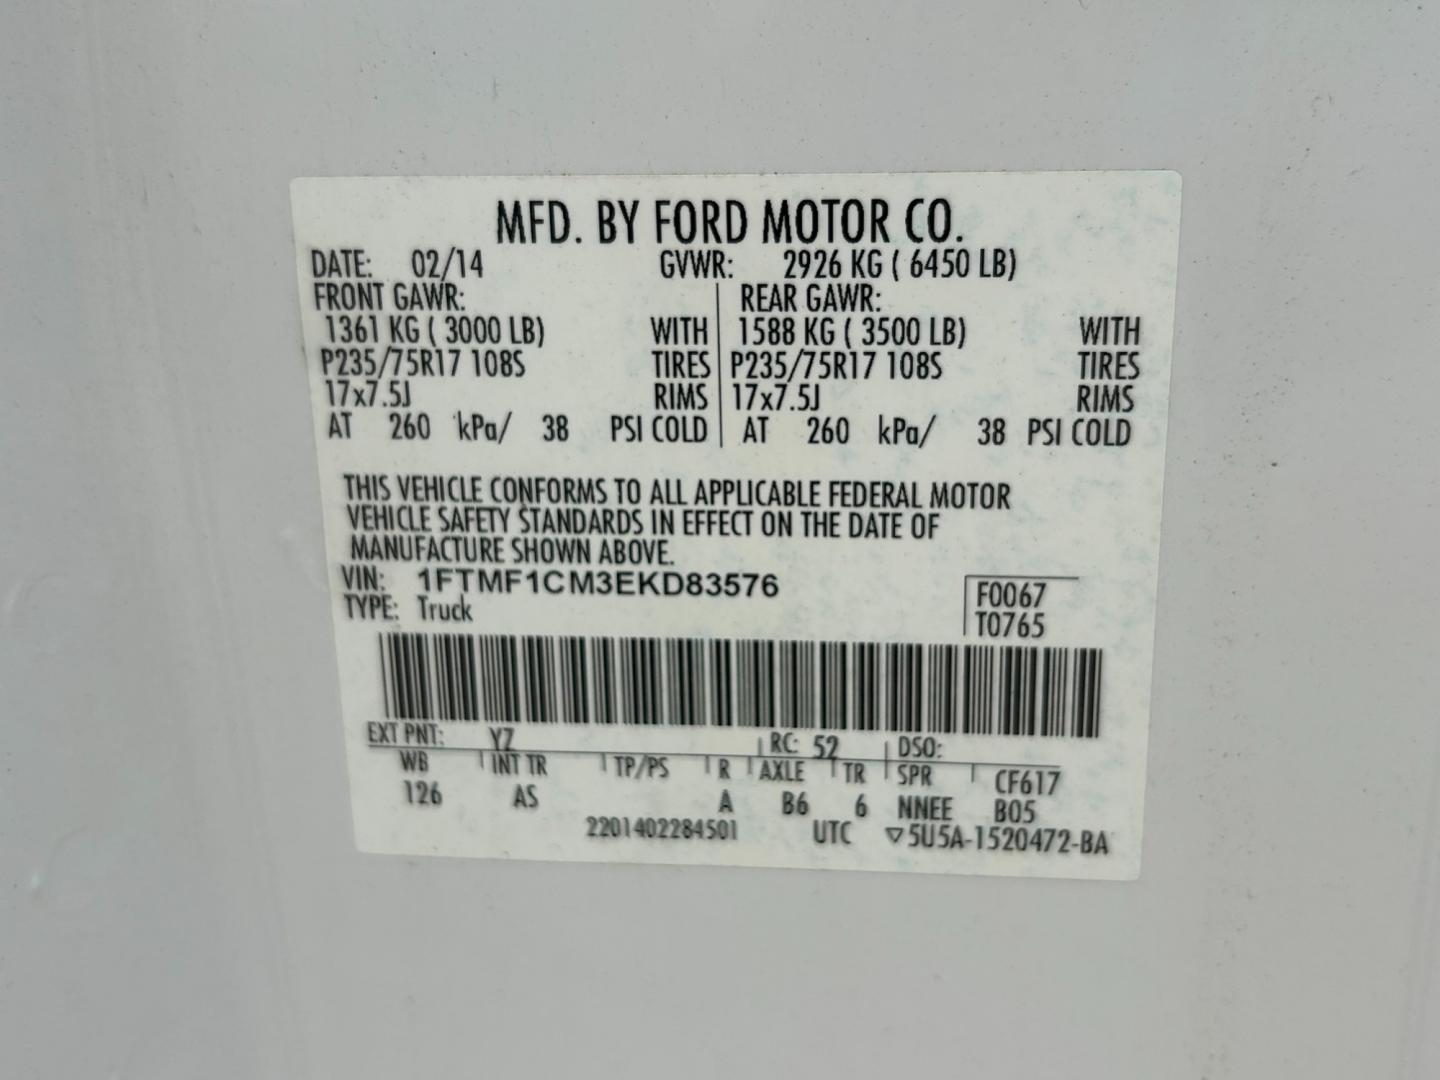 MFD. BY FORD MOTOR CO.
DATE: 02/14 GVWR: 2926 KG ( 6450 LB)
FRONT GAWR: REAR GAWR:
1361 KG ( 3000 LB) WITH 1588 KG ( 3500 LB) WITH
P235/75R17 108S TIRES P235/75R17 108S TIRES
17x7.5J RIMS 17x7.5J RIMS
AT 260 kPa/ 38 PSI COLD AT 260 kPa/ 38 PSI COLD
THIS VEHICLE CONFORMS TO ALL APPLICABLE FEDERAL MOTOR
VEHICLE SAFETY STANDARDS IN EFFECT ON THE DATE OF
MANUFACTURE SHOWN ABOVE.
VIN: 1FTMF1CM3EKD83576 F0067
TYPE: Truck T0765
EXT PNT: YZ RC: 52 DSO:
WB INT TR TP/PS R AXLE TR SPR CF617
126 AS A B6 6 NNEE B05
2201402284501 UTC ▽5U5A-1520472-BA